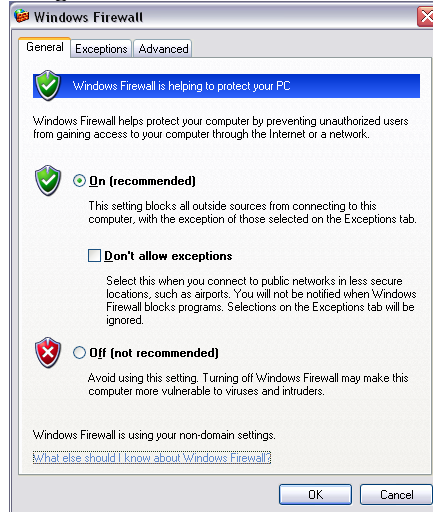 Windows Firewall
General Exceptions Advanced
Windows Firewall is helping to protect your PC
Windows Firewall helps protect your computer by preventing unauthorized users
from gaining access to your computer through the Internet or a network.
On (recommended)
This setting blocks all outside sources from connecting to this
computer, with the exception of those selected on the Exceptions tab.
Don't allow exceptions
Select this when you connect to public networks in less secure
locations, such as airports. You will not be notified when Windows
Firewall blocks programs. Selections on the Exceptions tab will be
ignored.
Off (not recommended)
Avoid using this setting. Turning off Windows Firewall may make this
computer more vulnerable to viruses and intruders.
Windows Firewall is using your non-domain settings.
What else should I know about Windows Firewall?
OK Cancel